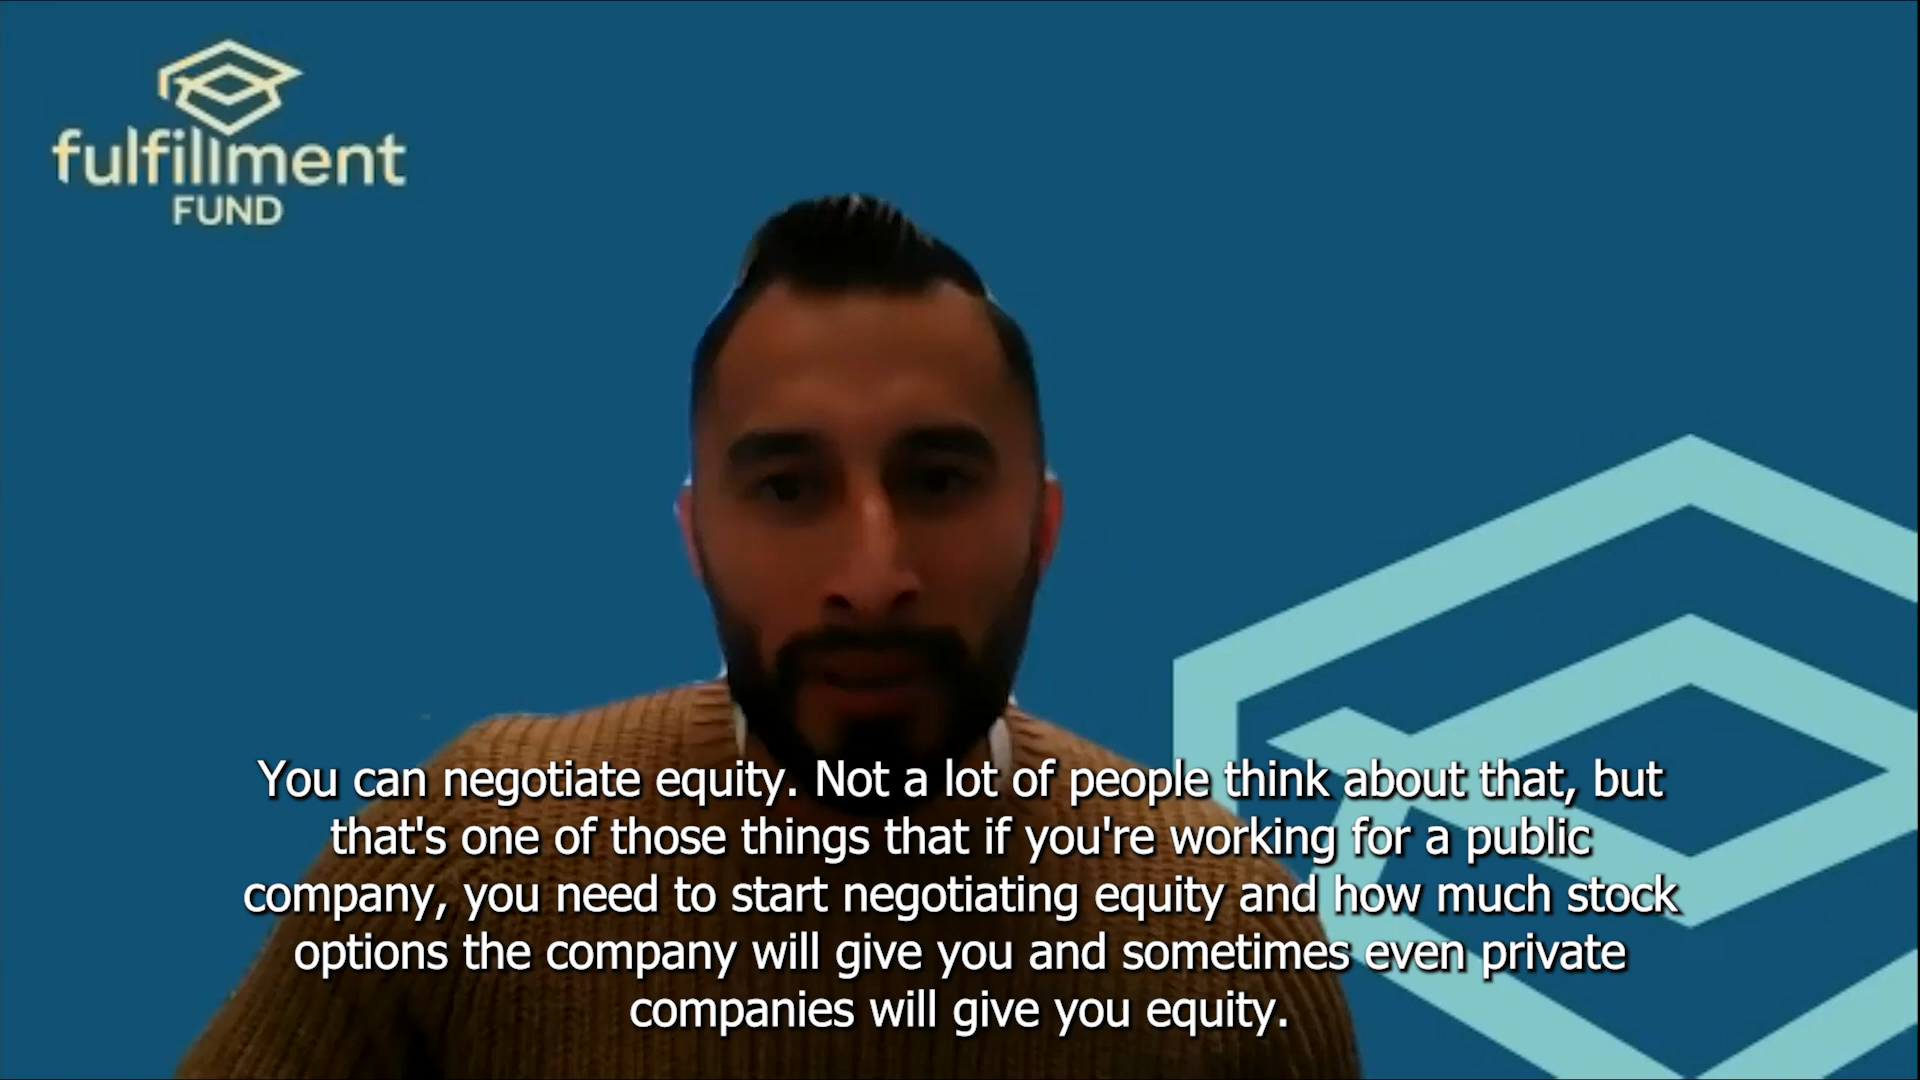 fulfillment
FUND
You can negotiate equity. Not a lot of people think about that, but
that's one of those things that if you're working for a public
company, you need to start negotiating equity and how much stock
options the company will give you and sometimes even private
companies will give you equity.